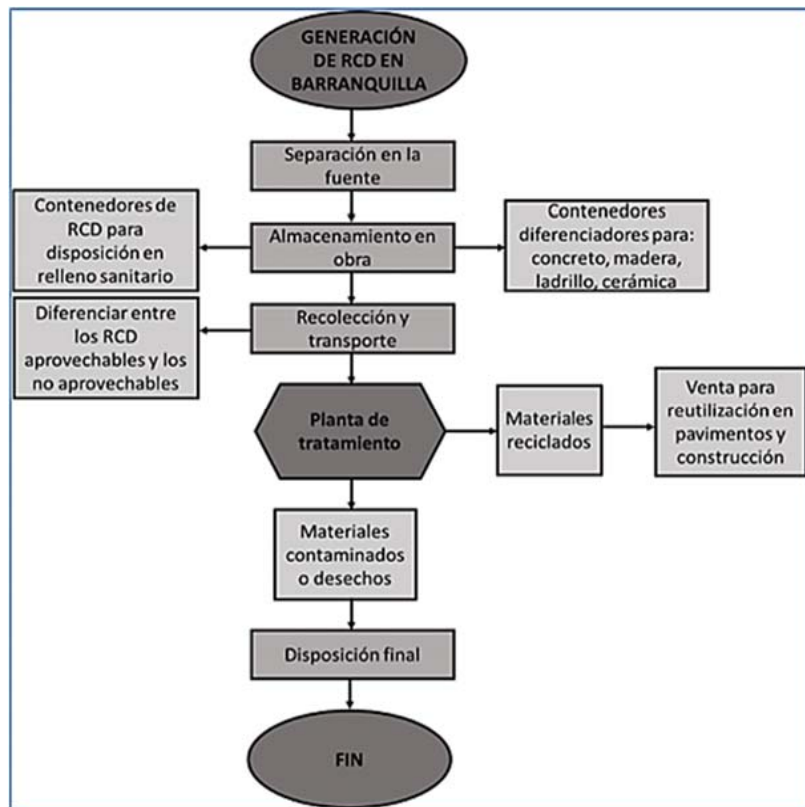 GENERACIÓN
DE RCD EN
BARRANQUILLA
Separación en la
fuente
Contenedores de
RCD para
disposición en
relleno sanitario
Almacenamiento en
obra
Contenedores
diferenciadores para:
concreto, madera,
ladrillo, cerámica
Diferenciar entre
los RCD
aprovechables y los
no aprovechables
Recolección y
transporte
Planta de
tratamiento
Materiales
reciclados
Venta para
reutilización en
pavimentos y
construcción
Materiales
contaminados
o desechos
Disposición final
FIN